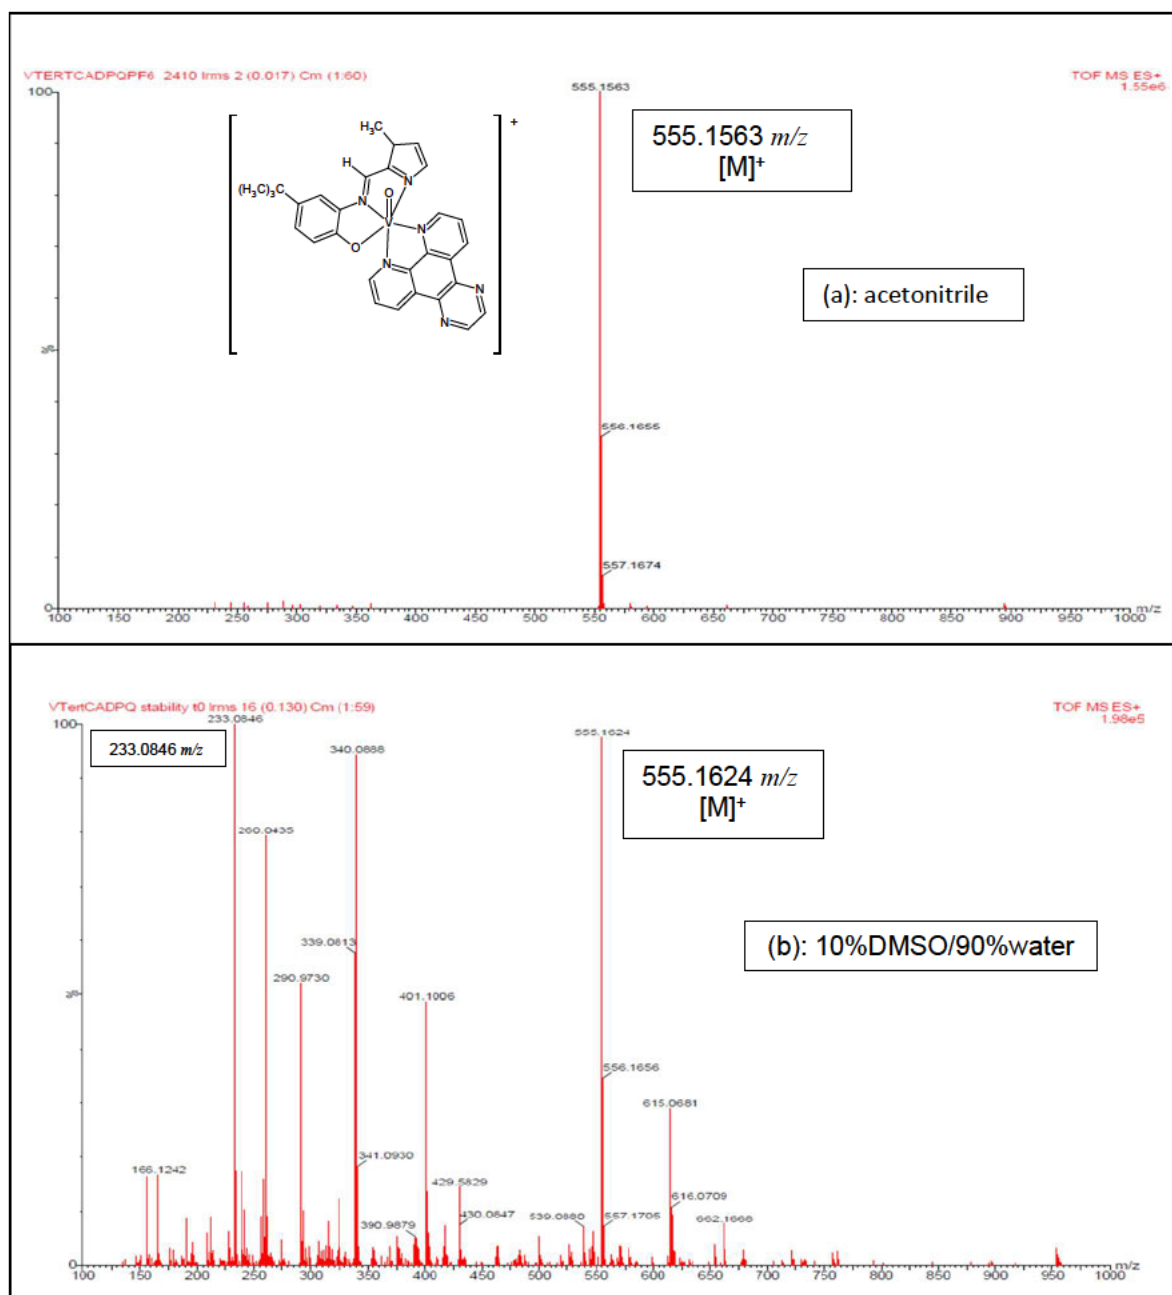 VTERTCADPQPF6 2410 lrms 2 (0.017) Cm (1:60)
TOF MS ES+
1.55e6
100
555.1563
555.1563 m/z
[M]+
+
H₃C
H
O
(H₃C)₃C
N
N
V
N
O
N
N
N
(a): acetonitrile
%
556.1655
557.1674
0
100 150 200 250 300 350 400 450 500 550 600 650 700 750 800 850 900 950 1000 m/z
VTertCADPQ stability t0 lrms 16 (0.130) Cm (1:59)
TOF MS ES+
1.98e5
100
233.0846
233.0846 m/z
340.0888
555.1624
555.1624 m/z
[M]+
260.0435
(b): 10%DMSO/90%water
339.0813
290.9730
%
401.1006
556.1656
615.0681
341.0930
166.1242
429.5829
616.0709
430.0847
390.9879
539.0880
557.1705
662.1668
0
100 150 200 250 300 350 400 450 500 550 600 650 700 750 800 850 900 950 1000 m/z